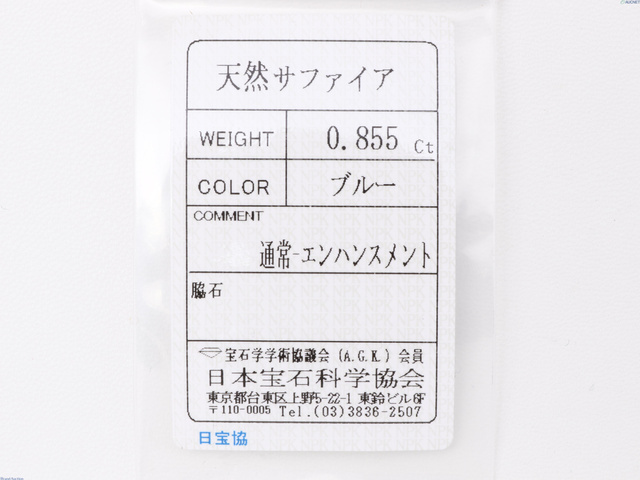 天然サファイア
WEIGHT 0.855 Ct
COLOR ブルー
COMMENT
通常-エンハンスメント
脇石
宝石学学術協議会 (A.G.K.) 会員
日本宝石科学協会
東京都台東区上野5-22-1 東鈴ビル6F
〒110-0005 Tel.(03)3836-2507
日宝協